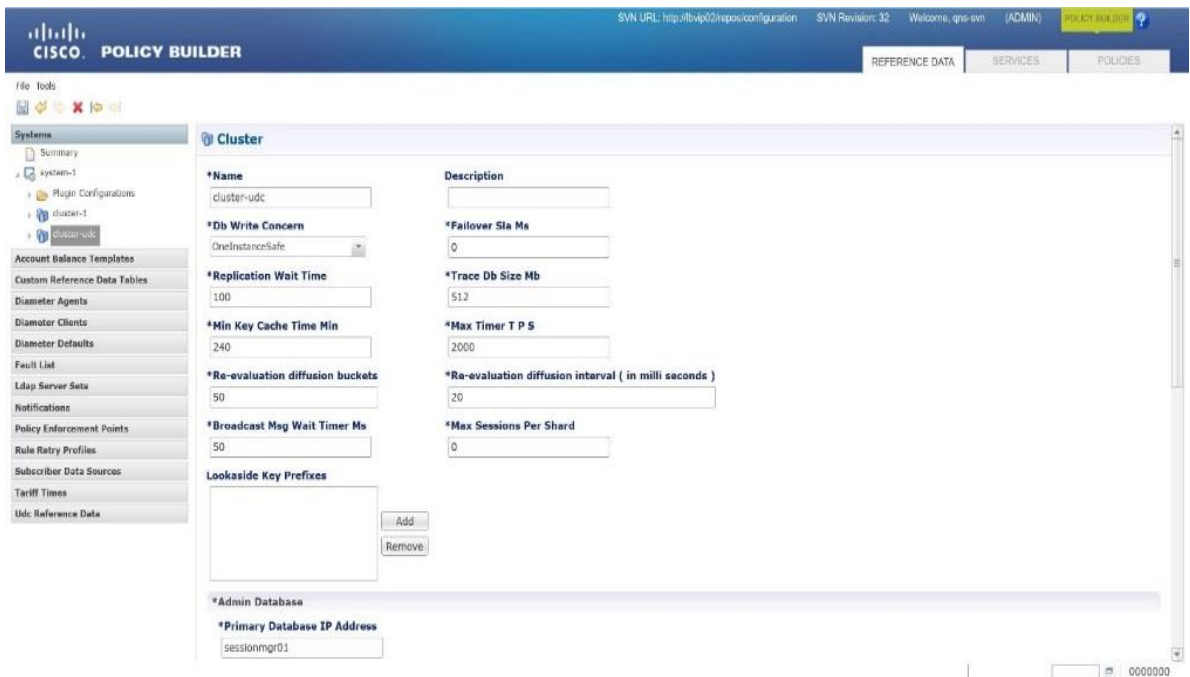 SVN URL: http://lbvip02/repos/configuration SVN Revision: 32 Welcome, qns-svn (ADMIN) POLICY BUILDER ?
CISCO. POLICY BUILDER
REFERENCE DATA SERVICES POLICIES
File Tools
Systems
Summary
system-1
Plugin Configurations
cluster-1
cluster-udc
Account Balance Templates
Custom Reference Data Tables
Diameter Agents
Diameter Clients
Diameter Defaults
Fault List
Ldap Server Sets
Notifications
Policy Enforcement Points
Rule Retry Profiles
Subscriber Data Sources
Tariff Times
Udc Reference Data
Cluster
*Name Description
cluster-udc
*Db Write Concern *Failover Sla Ms
OneInstanceSafe 0
*Replication Wait Time *Trace Db Size Mb
100 512
*Min Key Cache Time Min *Max Timer T P S
240 2000
*Re-evaluation diffusion buckets *Re-evaluation diffusion interval ( in milli seconds )
50 20
*Broadcast Msg Wait Timer Ms *Max Sessions Per Shard
50 0
Lookaside Key Prefixes
Add
Remove
*Admin Database
*Primary Database IP Address
sessionmgr01
0000000